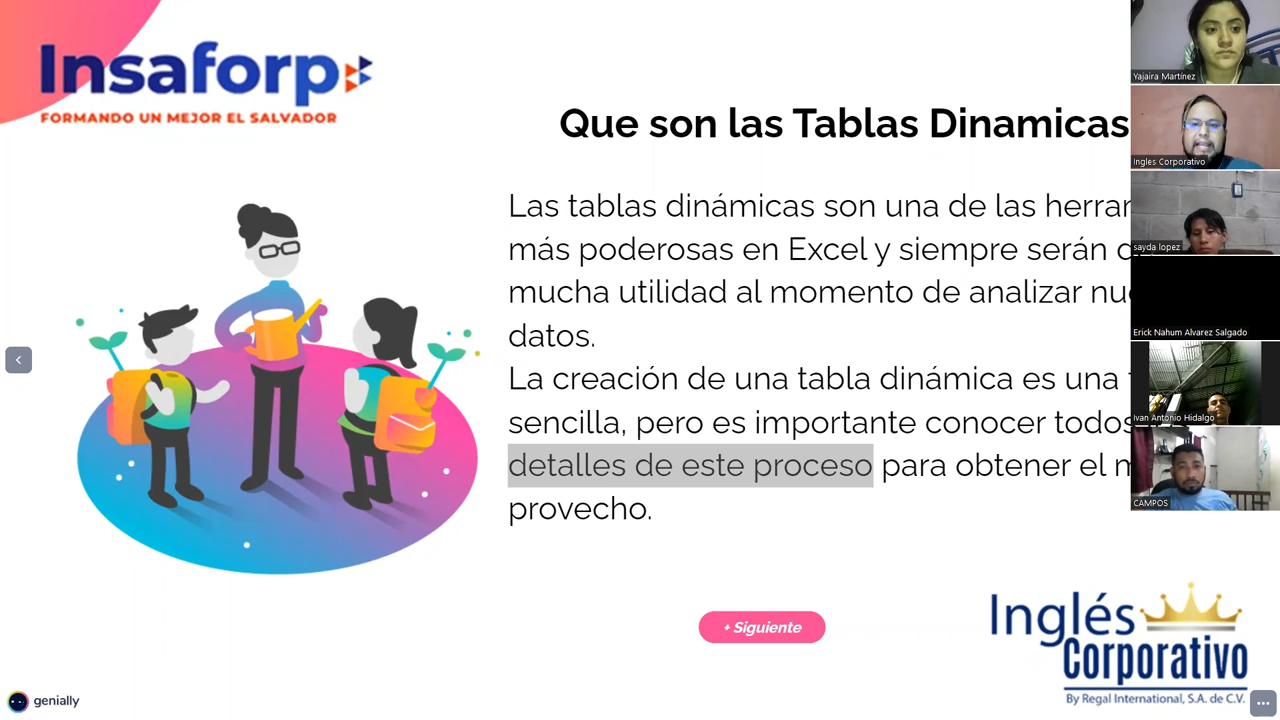 Insaforp
FORMANDO UN MEJOR EL SALVADOR
Que son las Tablas Dinamicas
Las tablas dinámicas son una de las
más poderosas en Excel y siempre serán
mucha utilidad al momento de analizar
datos.
La creación de una tabla dinámica es una
sencilla, pero es importante conocer todos
detalles de este proceso para obtener el
provecho.
+ Siguiente
Inglés
Corporativo
By Regal International, S.A. de C.V.
genially
Yajaira Martínez
Ingles Corporativo
sayda lopez
Erick Nahum Alvarez Salgado
Ivan Antonio Hidalgo
CAMPOS